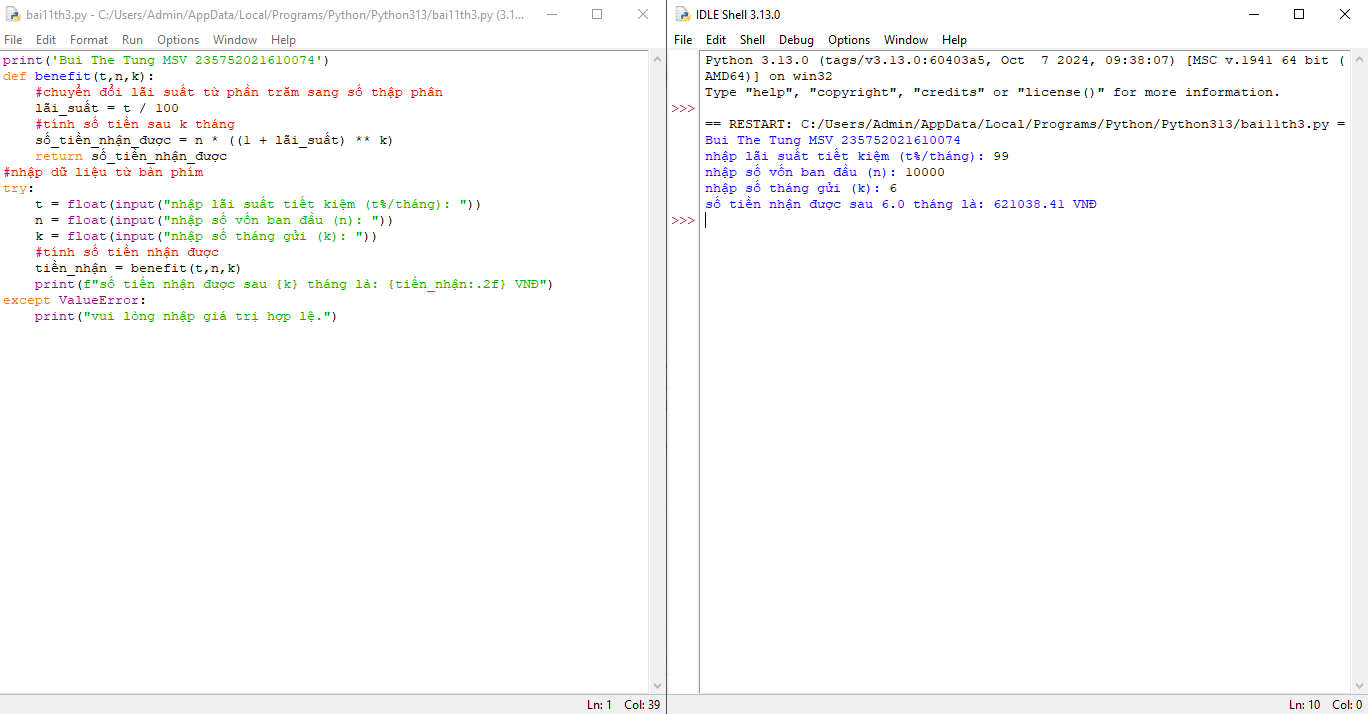 bai11th3.py - C:/Users/Admin/AppData/Local/Programs/Python/Python313/bai11th3.py (3.1...
File Edit Format Run Options Window Help
print('Bui The Tung MSV 235752021610074')
def benefit(t,n,k):
    #chuyển đổi lãi suất từ phần trăm sang số thập phân
    lãi_suất = t / 100
    #tính số tiền sau k tháng
    số_tiền_nhận_được = n * ((1 + lãi_suất) ** k)
    return số_tiền_nhận_được
#nhập dữ liệu từ bàn phím
try:
    t = float(input("nhập lãi suất tiết kiệm (t%/tháng): "))
    n = float(input("nhập số vốn ban đầu (n): "))
    k = float(input("nhập số tháng gửi (k): "))
    #tính số tiền nhận được
    tiền_nhận = benefit(t,n,k)
    print(f"số tiền nhận được sau {k} tháng là: {tiền_nhận:.2f} VNĐ")
except ValueError:
    print("vui lòng nhập giá trị hợp lệ.")
Ln: 1 Col: 39
IDLE Shell 3.13.0
File Edit Shell Debug Options Window Help
Python 3.13.0 (tags/v3.13.0:60403a5, Oct  7 2024, 09:38:07) [MSC v.1941 64 bit (
AMD64)] on win32
Type "help", "copyright", "credits" or "license()" for more information.
>>>
== RESTART: C:/Users/Admin/AppData/Local/Programs/Python/Python313/bai11th3.py =
Bui The Tung MSV 235752021610074
nhập lãi suất tiết kiệm (t%/tháng): 99
nhập số vốn ban đầu (n): 10000
nhập số tháng gửi (k): 6
số tiền nhận được sau 6.0 tháng là: 621038.41 VNĐ
>>>
Ln: 10 Col: 0